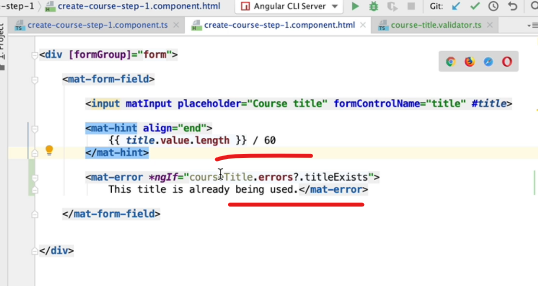 -step-1 create-course-step-1.component.html Angular CLI Server Git:
create-course-step-1.component.ts create-course-step-1.component.html course-title.validator.ts
Project
<div [formGroup]="form">
<mat-form-field>
<input matInput placeholder="Course title" formControlName="title" #title>
<mat-hint align="end">
{{ title.value.length }} / 60
</mat-hint>
<mat-error *ngIf="courseTitle.errors?.titleExists">
This title is already being used.</mat-error>
</mat-form-field>
</div>